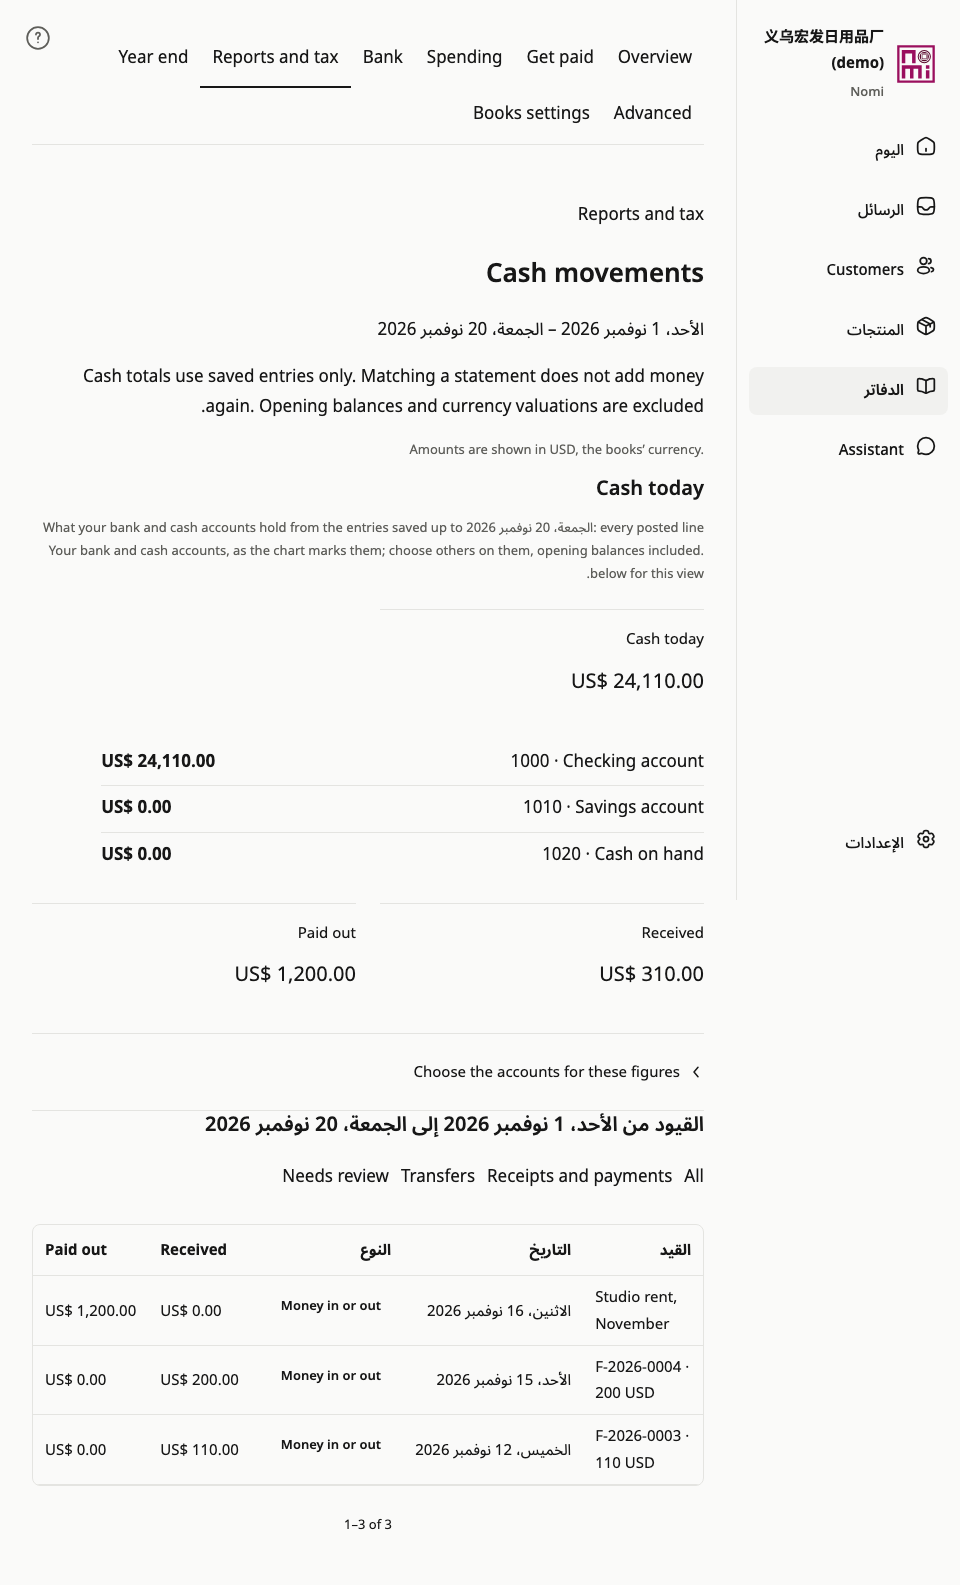 义乌宏发日用品厂
(demo)
Nomi
اليوم
الرسائل
Customers
المنتجات
الدفاتر
Assistant
الإعدادات
Overview
Get paid
Spending
Bank
Reports and tax
Year end
Advanced
Books settings
Reports and tax
Cash movements
الأحد، 1 نوفمبر 2026 – الجمعة، 20 نوفمبر 2026
Cash totals use saved entries only. Matching a statement does not add money
again. Opening balances and currency valuations are excluded.
Amounts are shown in USD, the books’ currency.
Cash today
What your bank and cash accounts hold from the entries saved up to الجمعة، 20 نوفمبر 2026: every posted line
on them, opening balances included. Your bank and cash accounts, as the chart marks them; choose others
below for this view.
Cash today
US$ 24,110.00
1000 · Checking account US$ 24,110.00
1010 · Savings account US$ 0.00
1020 · Cash on hand US$ 0.00
Received
US$ 310.00
Paid out
US$ 1,200.00
Choose the accounts for these figures
القيود من الأحد، 1 نوفمبر 2026 إلى الجمعة، 20 نوفمبر 2026
All Receipts and payments Transfers Needs review
القيد التاريخ النوع Received Paid out
Studio rent,
November
الاثنين، 16 نوفمبر 2026
Money in or out
US$ 0.00
US$ 1,200.00
F-2026-0004 ·
200 USD
الأحد، 15 نوفمبر 2026
Money in or out
US$ 200.00
US$ 0.00
F-2026-0003 ·
110 USD
الخميس، 12 نوفمبر 2026
Money in or out
US$ 110.00
US$ 0.00
1–3 of 3